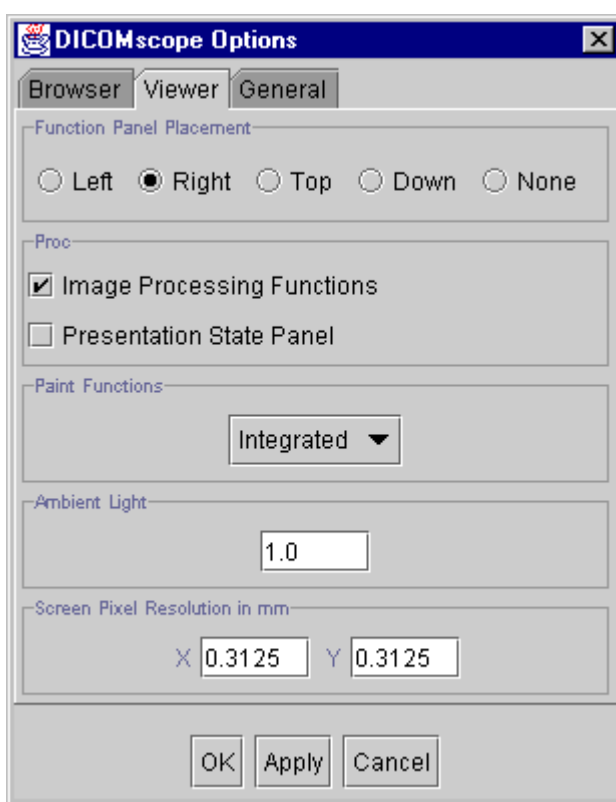 DICOMscope Options
Browser Viewer General
Function Panel Placement
Left Right Top Down None
Proc
Image Processing Functions
Presentation State Panel
Paint Functions
Integrated
Ambient Light
1.0
Screen Pixel Resolution in mm
X 0.3125 Y 0.3125
OK Apply Cancel